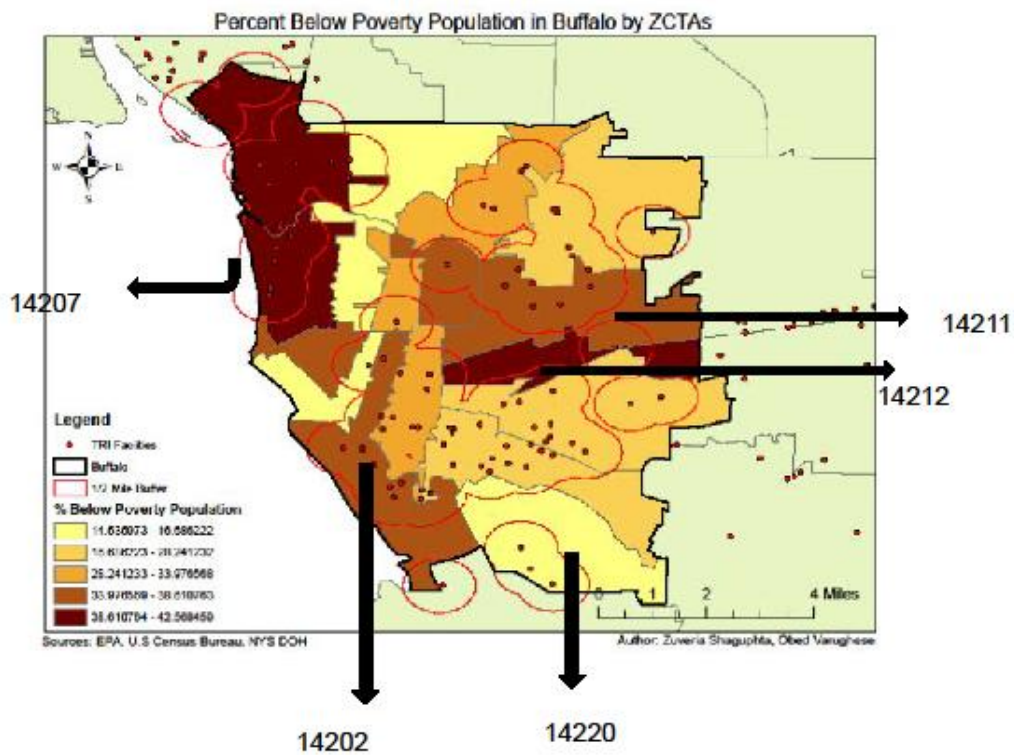 Percent Below Poverty Population in Buffalo by ZCTAs
N
W
E
S
14207
14211
14212
Legend
TRI Facilities
Buffalo
1/2 Mile Buffer
% Below Poverty Population
0 1 2 4 Miles
Sources: EPA, U.S Census Bureau, NYS DOH
Author: Zuveria Shaguphta, Obed Varughese
14202
14220